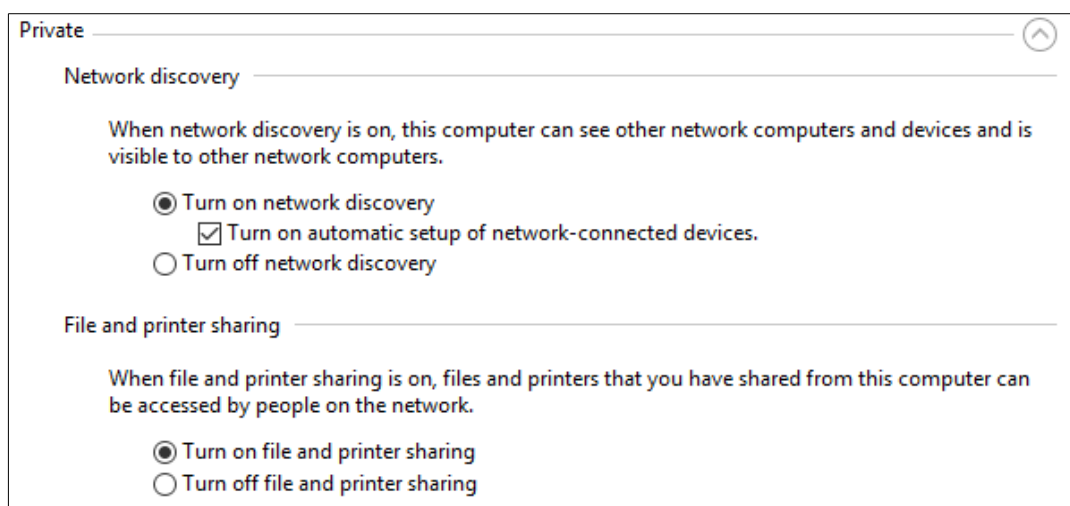 Private
Network discovery
When network discovery is on, this computer can see other network computers and devices and is
visible to other network computers.
Turn on network discovery
Turn on automatic setup of network-connected devices.
Turn off network discovery
File and printer sharing
When file and printer sharing is on, files and printers that you have shared from this computer can
be accessed by people on the network.
Turn on file and printer sharing
Turn off file and printer sharing